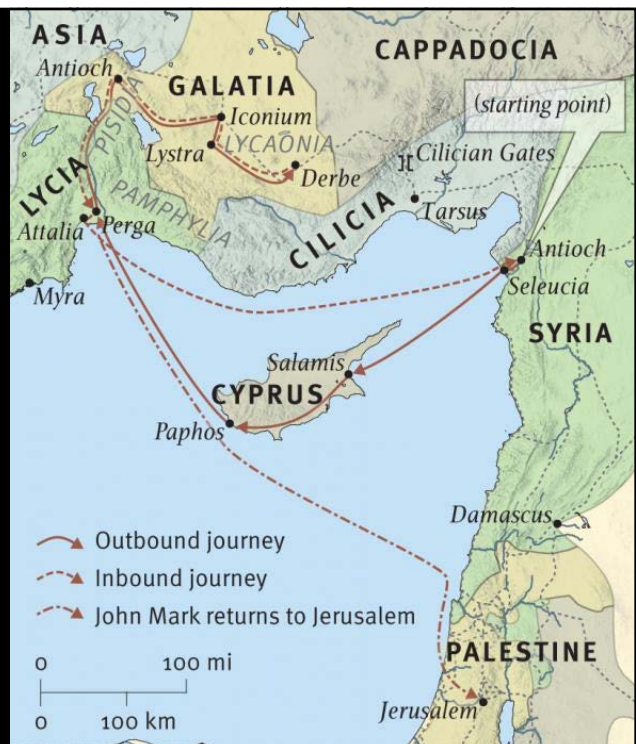 ASIA
Antioch
GALATIA
CAPPADOCIA
(starting point)
PISIDIA
Iconium
LYCAONIA
Lystra
Derbe
Cilician Gates
LYCIA
PAMPHYLIA
CILICIA
Tarsus
Attalia
Perga
Antioch
Seleucia
Myra
SYRIA
Salamis
CYPRUS
Paphos
Damascus
Outbound journey
Inbound journey
John Mark returns to Jerusalem
PALESTINE
0 100 mi
0 100 km
Jerusalem